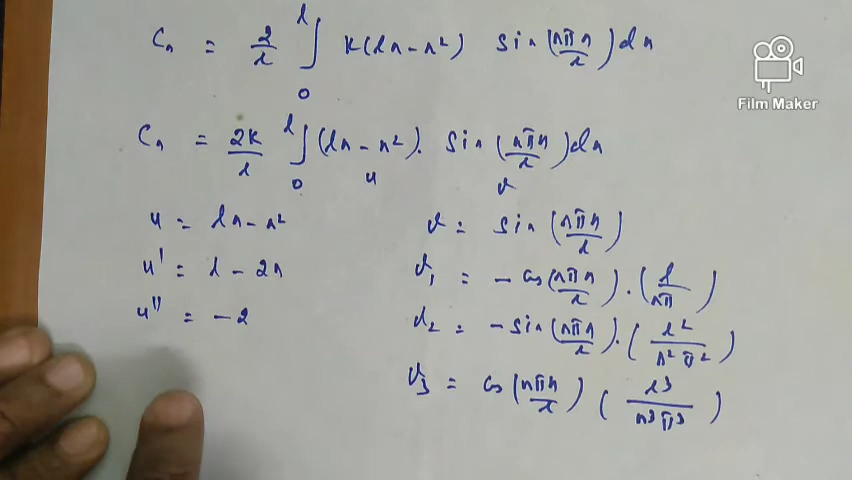 Cₙ = 2/l ∫₀ˡ k(lx − x²) sin(nπx/l) dx
Film Maker
Cₙ = 2k/l ∫₀ˡ (lx − x²). sin(nπx/l) dx
u v
u = lx − x² v = sin(nπx/l)
u' = l − 2x v₁ = −cos(nπx/l).(l/nπ)
u'' = −2 v₂ = −sin(nπx/l).(l²/n²π²)
v₃ = cos(nπx/l)(l³/n³π³)